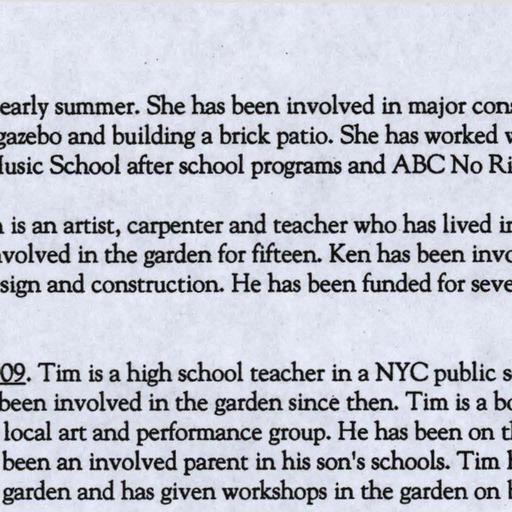 early summer. She has been involved in major cons
gazebo and building a brick patio. She has worked w
Music School after school programs and ABC No Ri
n is an artist, carpenter and teacher who has lived in
nvolved in the garden for fifteen. Ken has been invo
sign and construction. He has been funded for seve
09. Tim is a high school teacher in a NYC public s
been involved in the garden since then. Tim is a bo
local art and performance group. He has been on th
been an involved parent in his son's schools. Tim h
garden and has given workshops in the garden on b